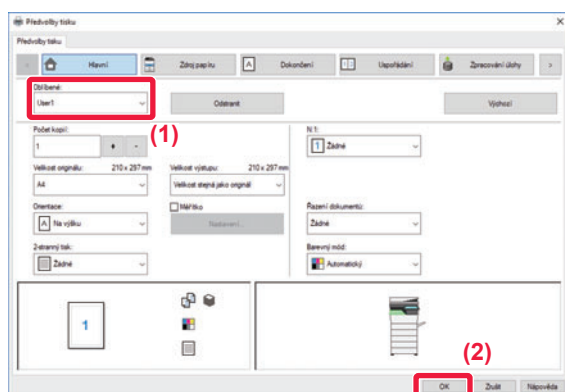 Předvolby tisku
Předvolby tisku
Hlavní
Zdroj papíru
A
Dokončení
Uspořádání
Zpracování úlohy
Oblíbené:
User1
Odstranit
Výchozí
(1)
Počet kopií:
1
+ -
N:1:
1 Žádné
Velikost originálu: 210 x 297 mm
A4
Velikost výstupu: 210 x 297 mm
Velikost stejná jako originál
Orientace:
A Na výšku
Měřítko
Nastavení...
Řazení dokumentů:
Žádné
2-stranný tisk:
Žádné
Barevný mód:
Automatický
1
(2)
OK
Zrušit
Nápověda